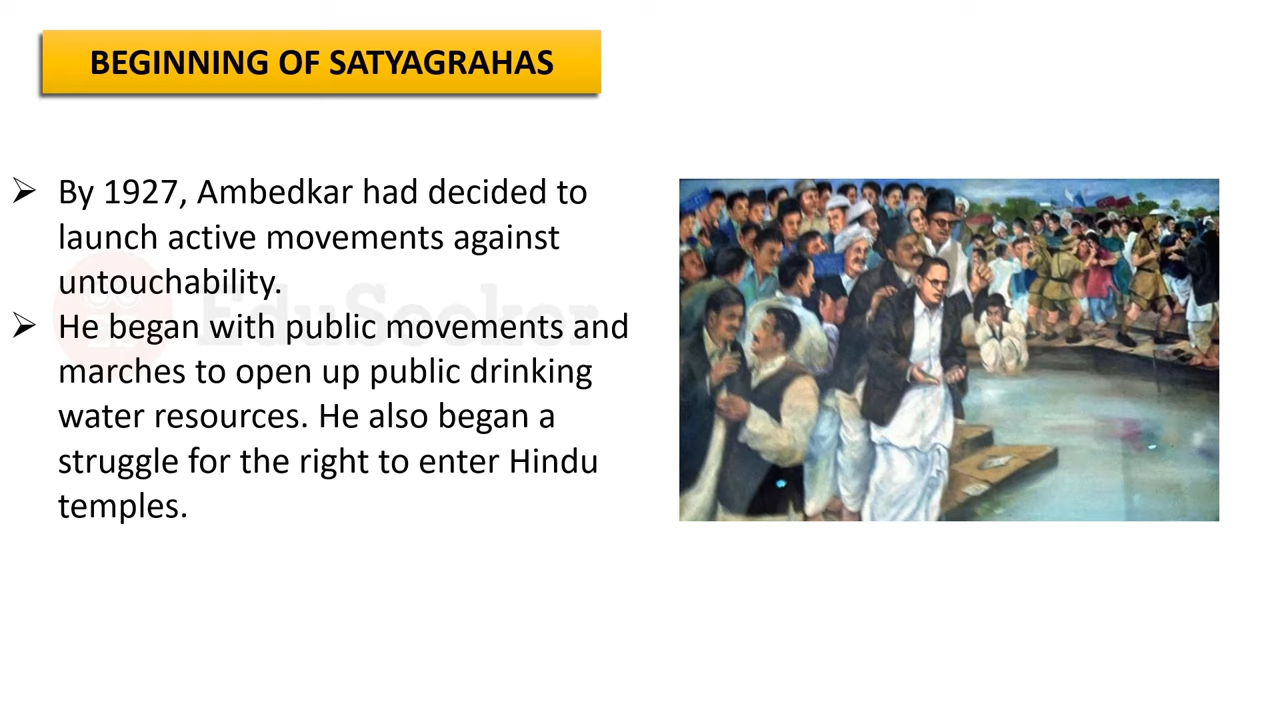 BEGINNING OF SATYAGRAHAS
➢ By 1927, Ambedkar had decided to
launch active movements against
untouchability.
➢ He began with public movements and
marches to open up public drinking
water resources. He also began a
struggle for the right to enter Hindu
temples.
EduSeeker